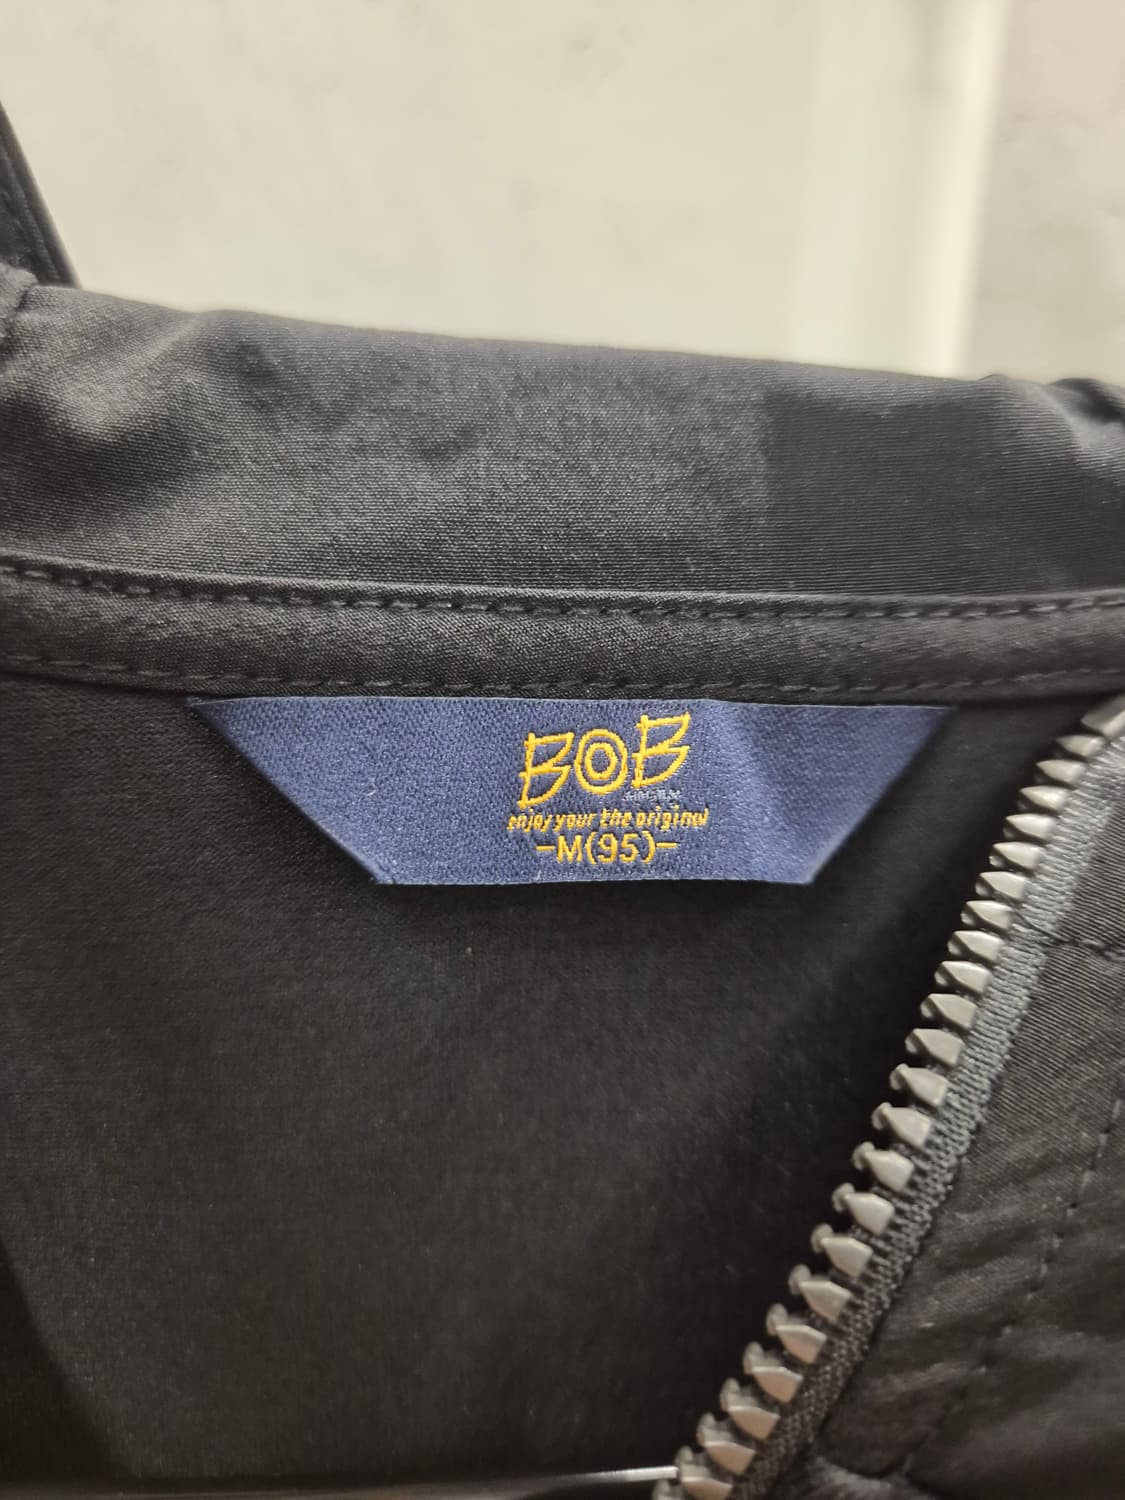 BOB
enjoy your the original
-M(95)-